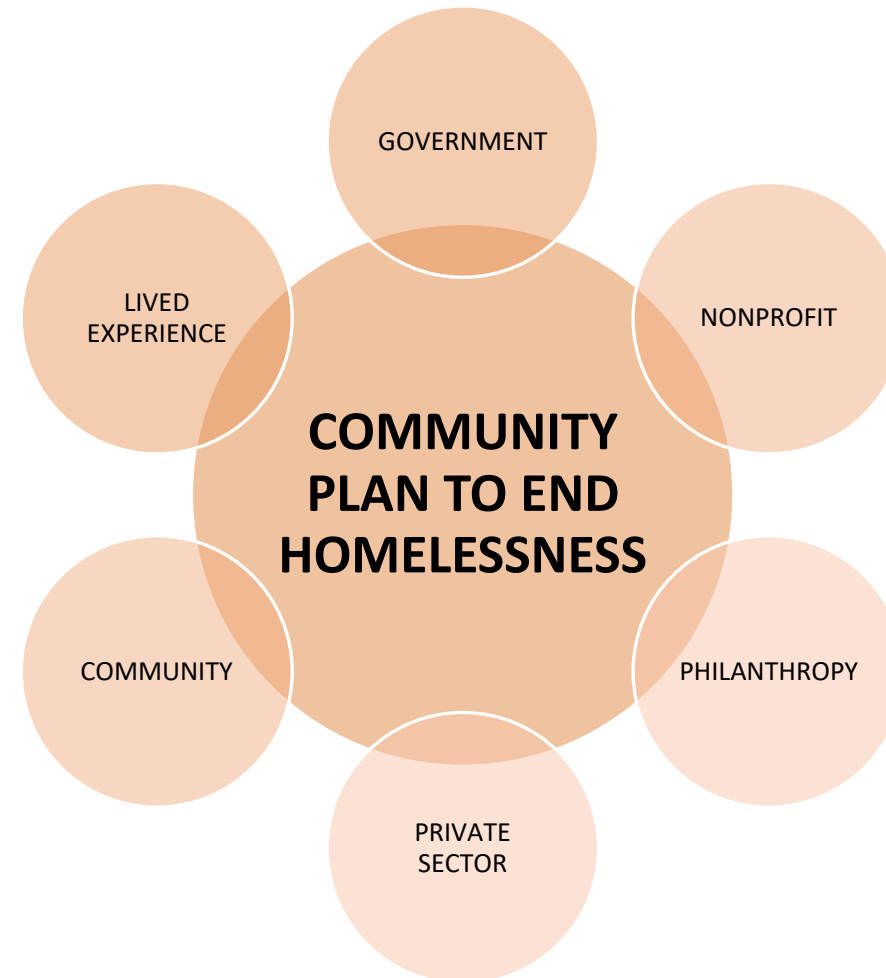 GOVERNMENT
LIVED
EXPERIENCE
NONPROFIT
COMMUNITY
PLAN TO END
HOMELESSNESS
COMMUNITY
PHILANTHROPY
PRIVATE
SECTOR